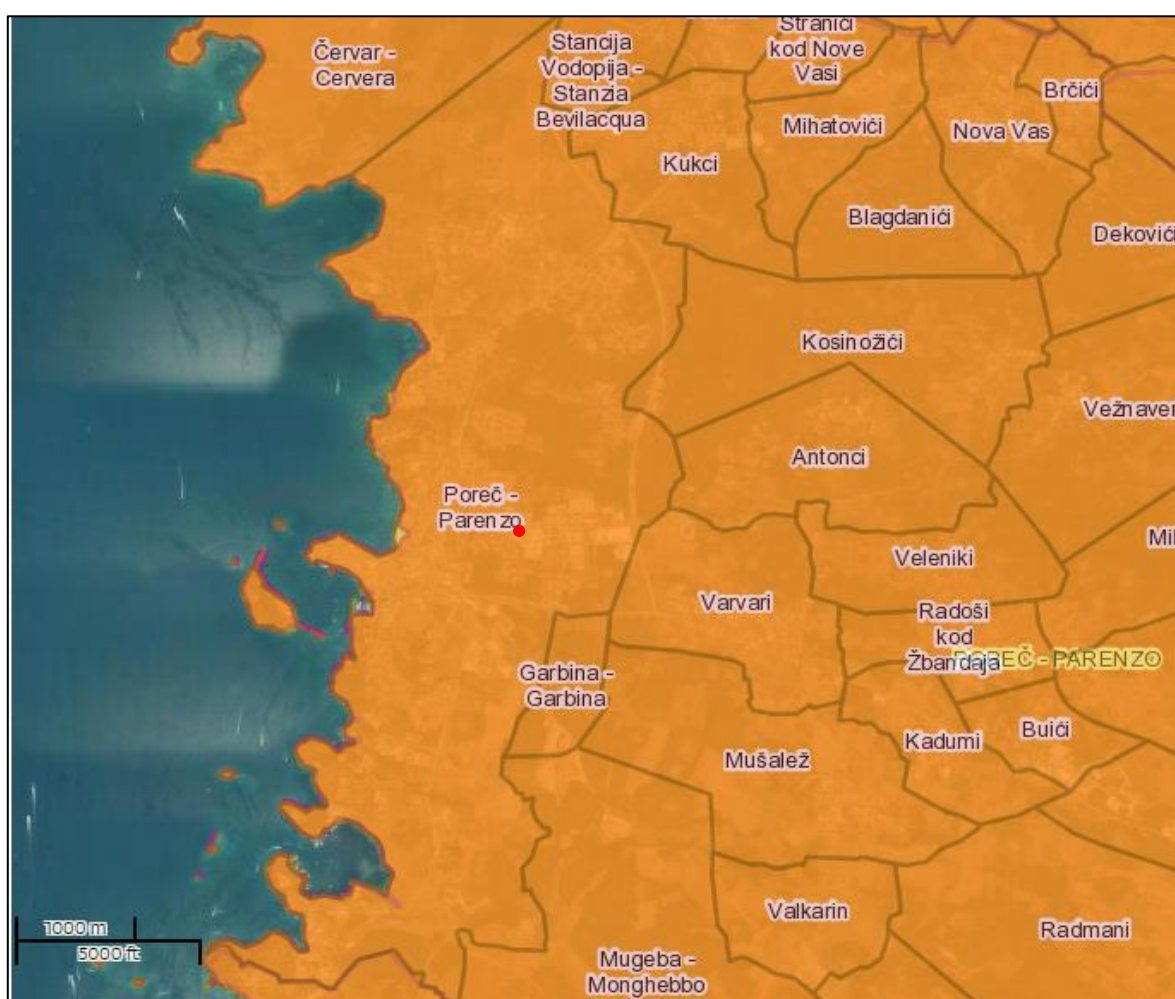 Červar -
Cervera
Stancija
Vodopija -
Stanzia
Bevilacqua
Stranići
kod Nove
Vasi
Brčići
Mihatovići
Nova Vas
Kukci
Blagdanići
Dekovići
Kosinožići
Vežnaver
Antonci
Poreč -
Parenzo
Veleniki
Varvari
Radoši
kod
Žbandaja
POREČ - PARENZO
Garbina -
Garbina
Buići
Kadumi
Mušalež
Valkarin
Radmani
Mugeba -
Monghebbo
1000 m
5000 ft